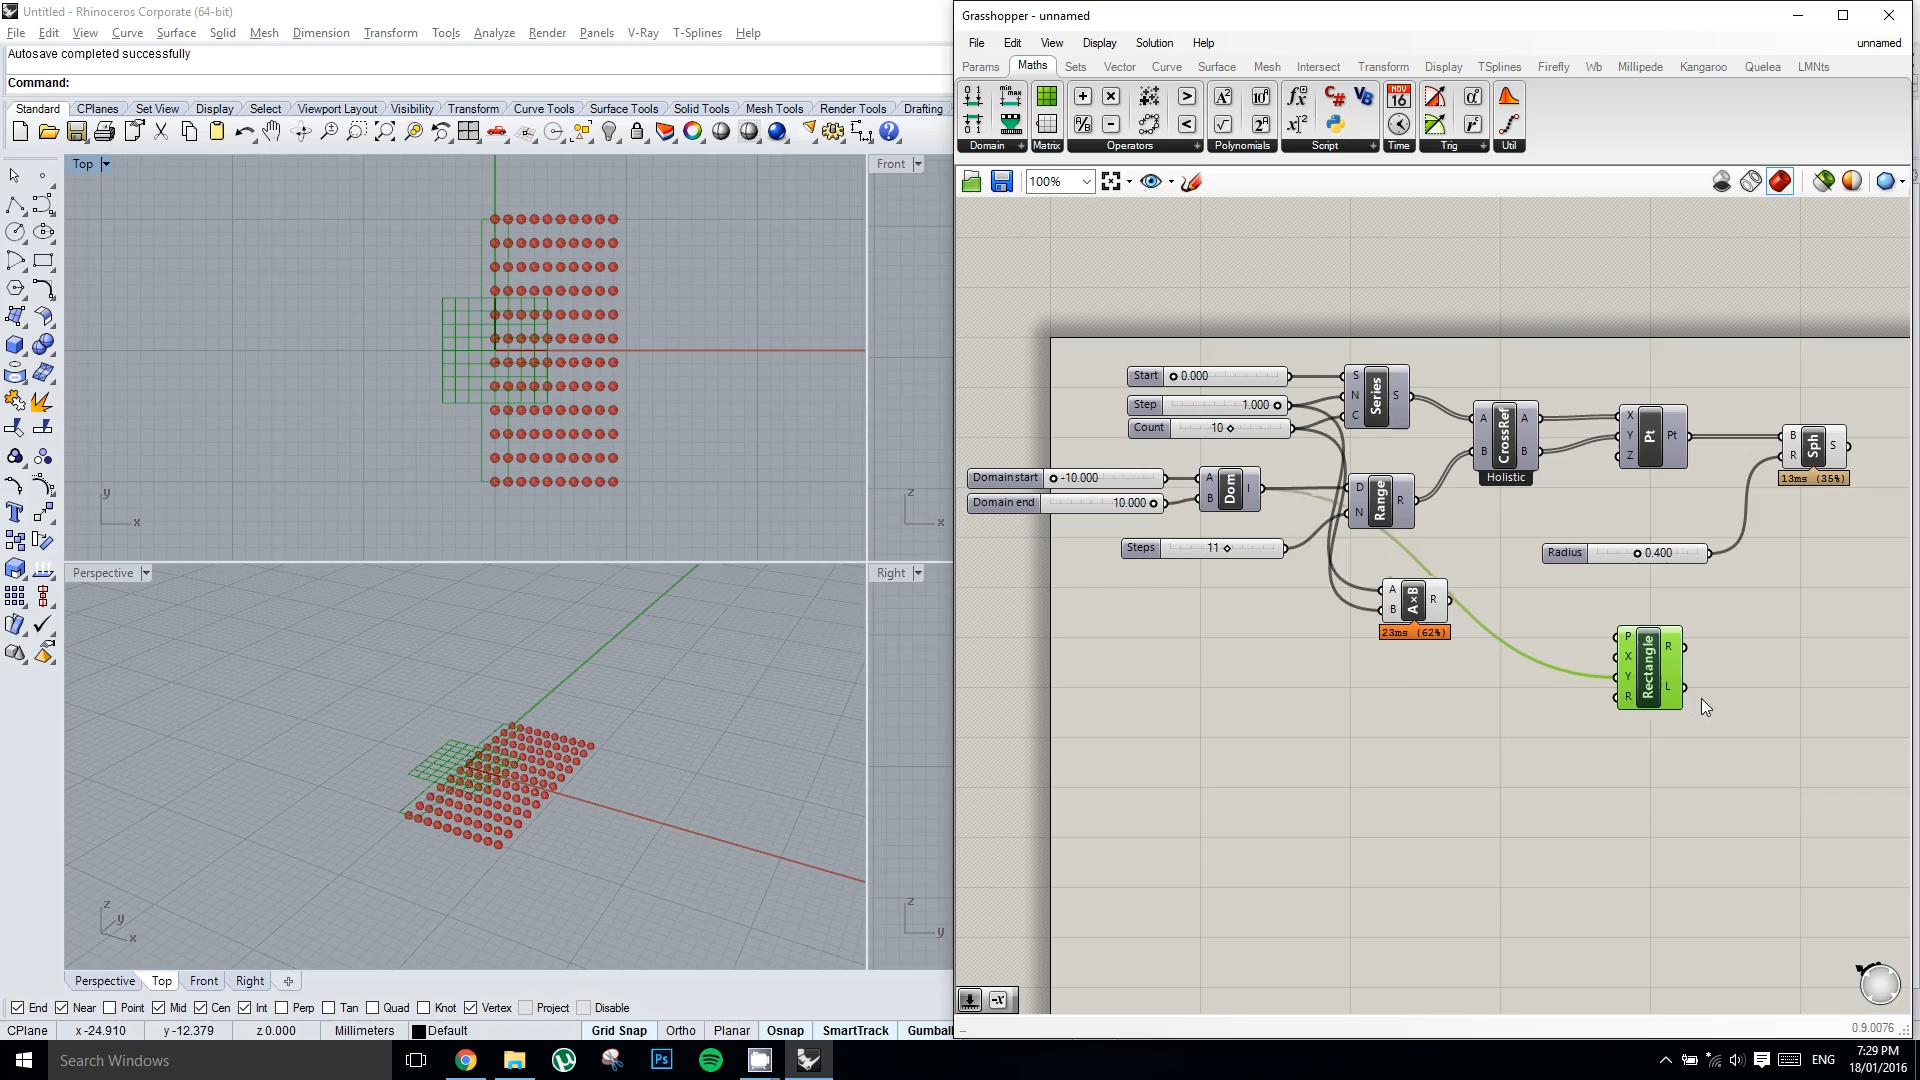 Untitled - Rhinoceros Corporate (64-bit)
File Edit View Curve Surface Solid Mesh Dimension Transform Tools Analyze Render Panels V-Ray T-Splines Help
Autosave completed successfully
Command:
Standard CPlanes Set View Display Select Viewport Layout Visibility Transform Curve Tools Surface Tools Solid Tools Mesh Tools Render Tools Drafting
Top
Front
y
x
z
x
Perspective
Right
z
y
x
z
y
Perspective Top Front Right
End Near Point Mid Cen Int Perp Tan Quad Knot Vertex Project Disable
CPlane x -24.910 y -12.379 z 0.000 Millimeters Default Grid Snap Ortho Planar Osnap SmartTrack Gumball
Grasshopper - unnamed
File Edit View Display Solution Help
unnamed
Params Maths Sets Vector Curve Surface Mesh Intersect Transform Display TSplines Firefly Wb Millipede Kangaroo Quelea LMNts
Domain Matrix Operators Polynomials Script Time Trig Util
100%
Start 0.000
Step 1.000
Count 10
S N C Series S
Domain start -10.000
Domain end 10.000
A B Dom I
Steps 11
D N Range R
A B CrossRef A B
Holistic
X Y Z Pt Pt
B R Sph S
13ms (35%)
Radius 0.400
A B A×B R
23ms (62%)
P X Y R Rectangle R L
0.9.0076
Search Windows
ENG
7:29 PM
18/01/2016